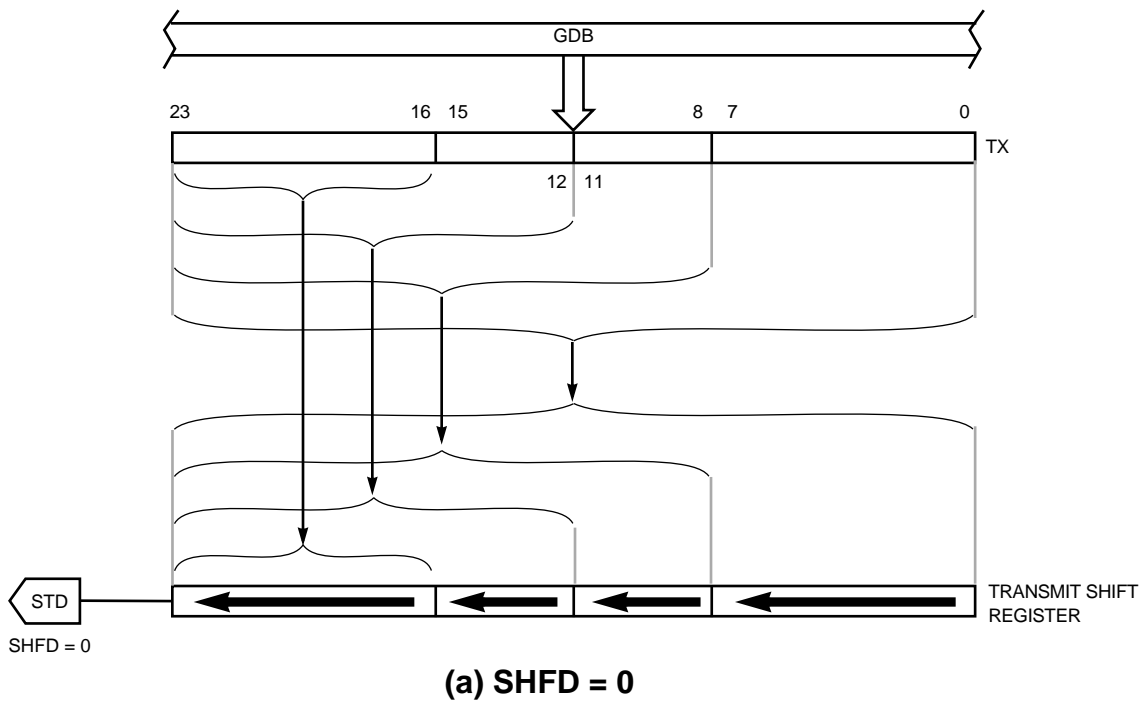 GDB
23 16 15 8 7 0
TX
12 11
STD
TRANSMIT SHIFT
REGISTER
SHFD = 0
(a) SHFD = 0